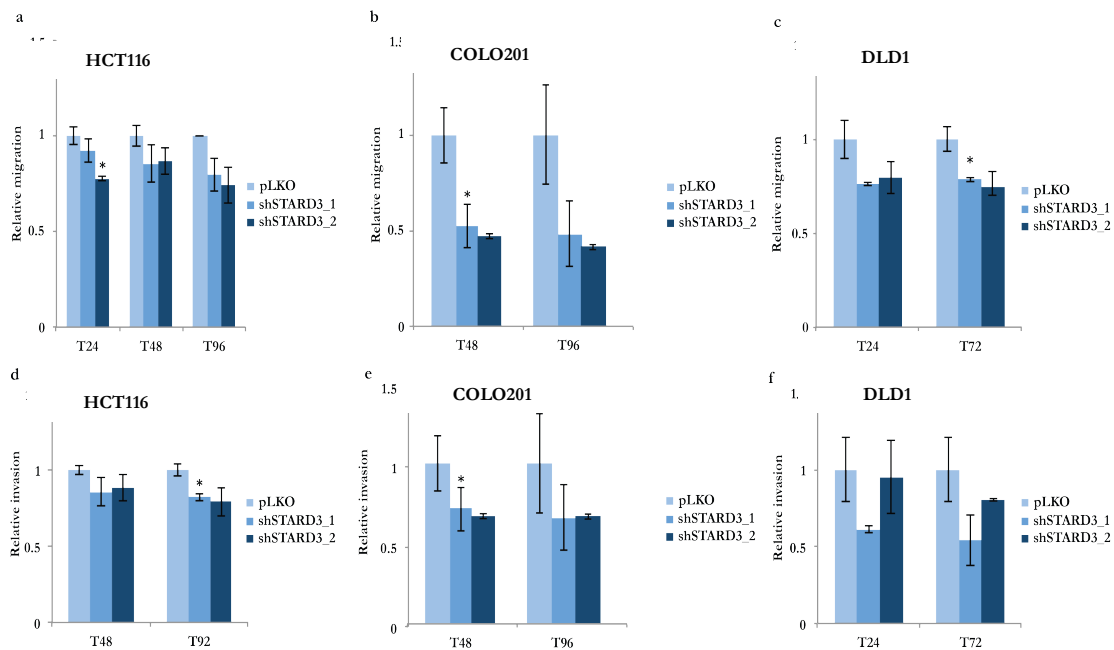 a
HCT116
Relative migration
1
0.5
0
*
T24
T48
T96
pLKO
shSTARD3_1
shSTARD3_2
b
COLO201
Relative migration
1
0.5
0
*
T48
T96
pLKO
shSTARD3_1
shSTARD3_2
c
DLD1
Relative migration
1
0.5
0
*
T24
T72
pLKO
shSTARD3_1
shSTARD3_2
d
HCT116
Relative invasion
1
0.5
0
*
T48
T92
pLKO
shSTARD3_1
shSTARD3_2
e
1.5
COLO201
Relative invasion
1
0.5
0
*
T48
T96
pLKO
shSTARD3_1
shSTARD3_2
f
1.
DLD1
Relative invasion
1
0.5
0
T24
T72
pLKO
shSTARD3_1
shSTARD3_2